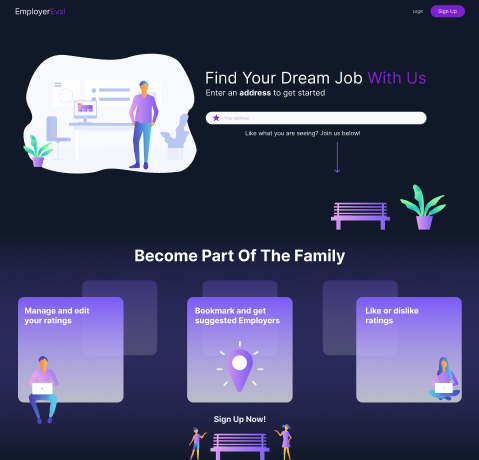 EmployerEval
Login
Sign Up
Find Your Dream Job With Us
Enter an address to get started
Your address
Like what you are seeing? Join us below!
Become Part Of The Family
Manage and edit
your ratings
Bookmark and get
suggested Employers
Like or dislike
ratings
Sign Up Now!